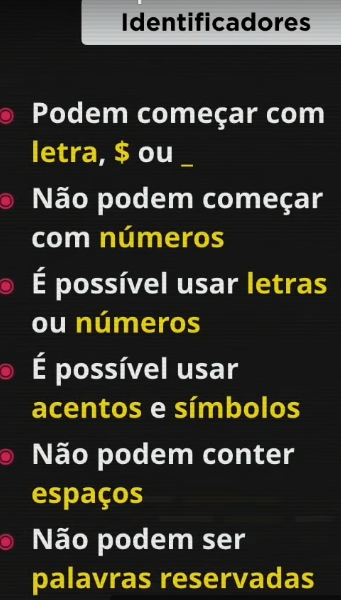 Identificadores
Podem começar com
letra, $ ou _
Não podem começar
com números
É possível usar letras
ou números
É possível usar
acentos e símbolos
Não podem conter
espaços
Não podem ser
palavras reservadas